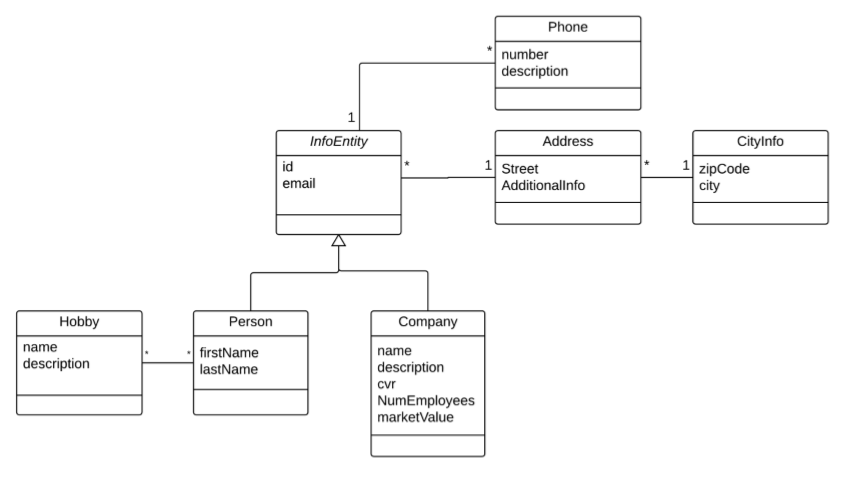 Phone
number
description
*
1
InfoEntity
id
email
*
1
Address
Street
AdditionalInfo
*
1
CityInfo
zipCode
city
Hobby
name
description
*
*
Person
firstName
lastName
Company
name
description
cvr
NumEmployees
marketValue